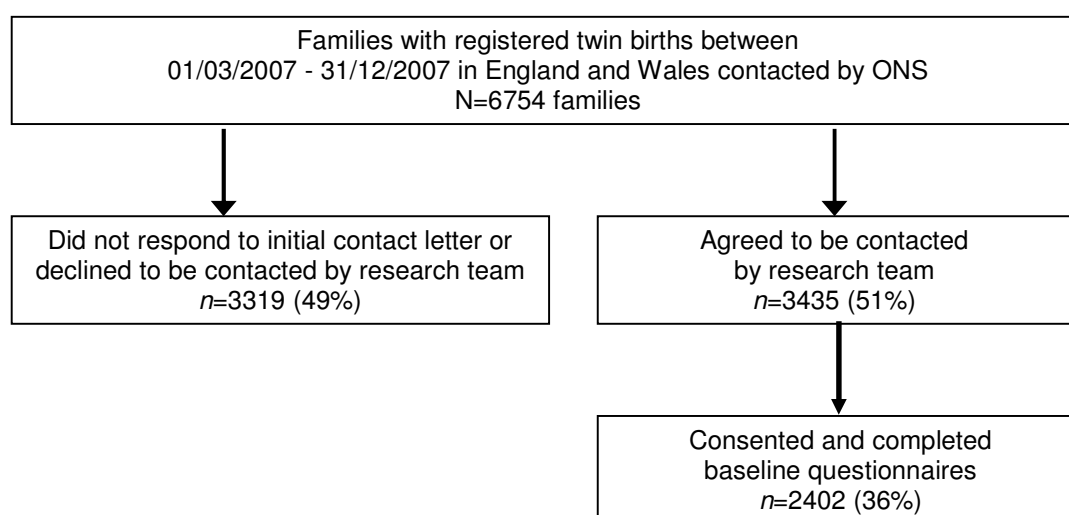 Families with registered twin births between
01/03/2007 - 31/12/2007 in England and Wales contacted by ONS
N=6754 families
Did not respond to initial contact letter or
declined to be contacted by research team
n=3319 (49%)
Agreed to be contacted
by research team
n=3435 (51%)
Consented and completed
baseline questionnaires
n=2402 (36%)